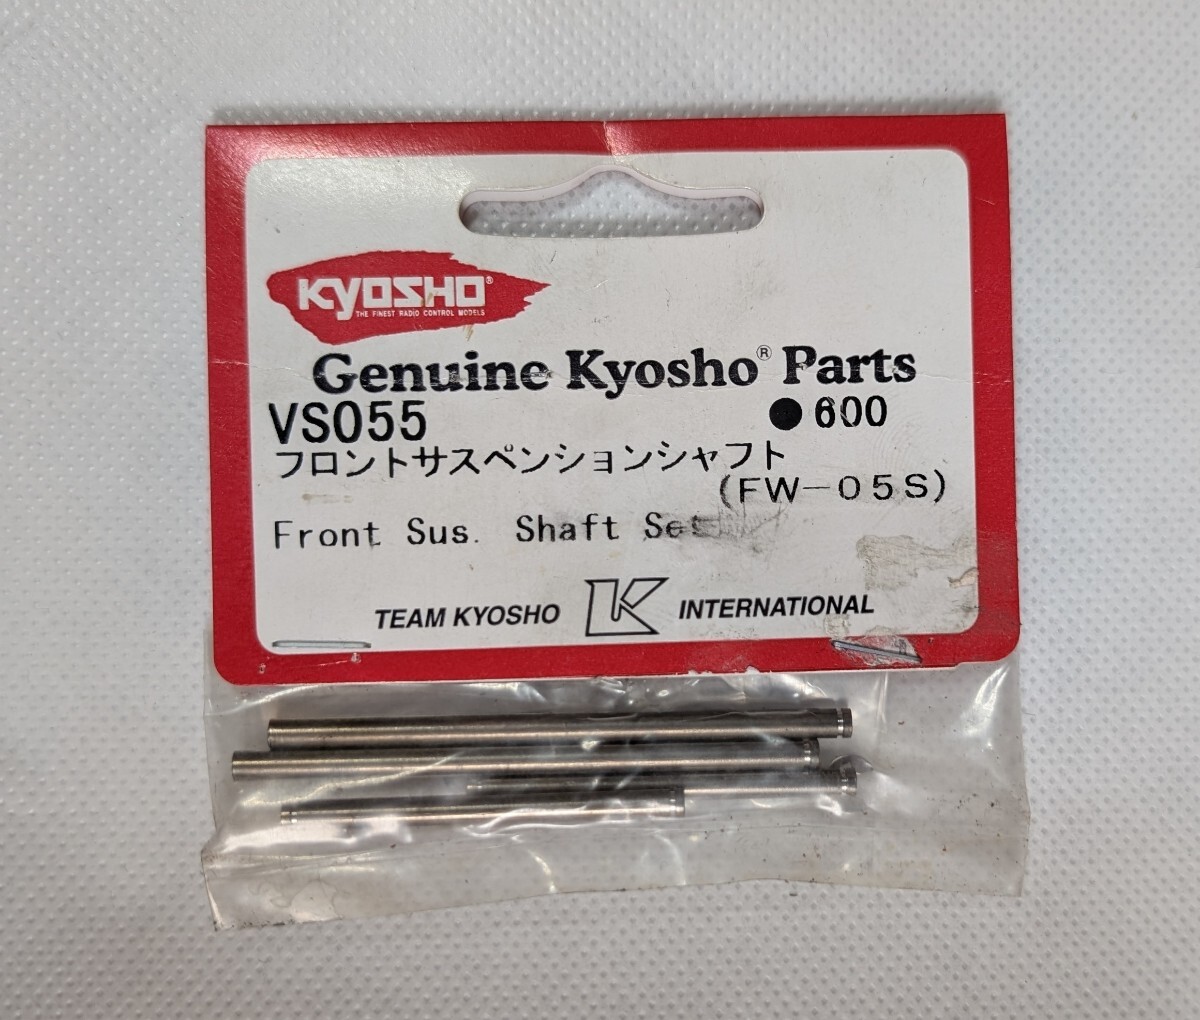 KYOSHO®
THE FINEST RADIO CONTROL MODELS
Genuine Kyosho® Parts
VS055 ●600
フロントサスペンションシャフト
(FW-05S)
Front Sus. Shaft Set
TEAM KYOSHO K INTERNATIONAL